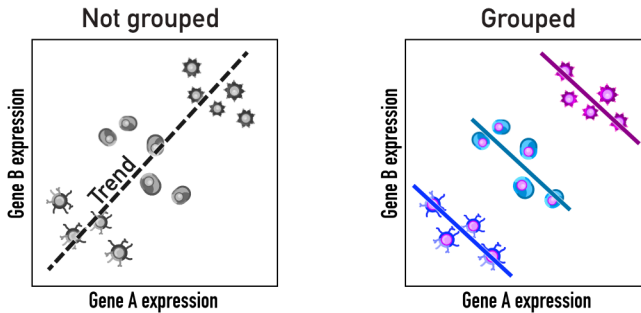 Not grouped
Grouped
Gene B expression
Trend
Gene A expression
Gene B expression
Gene A expression